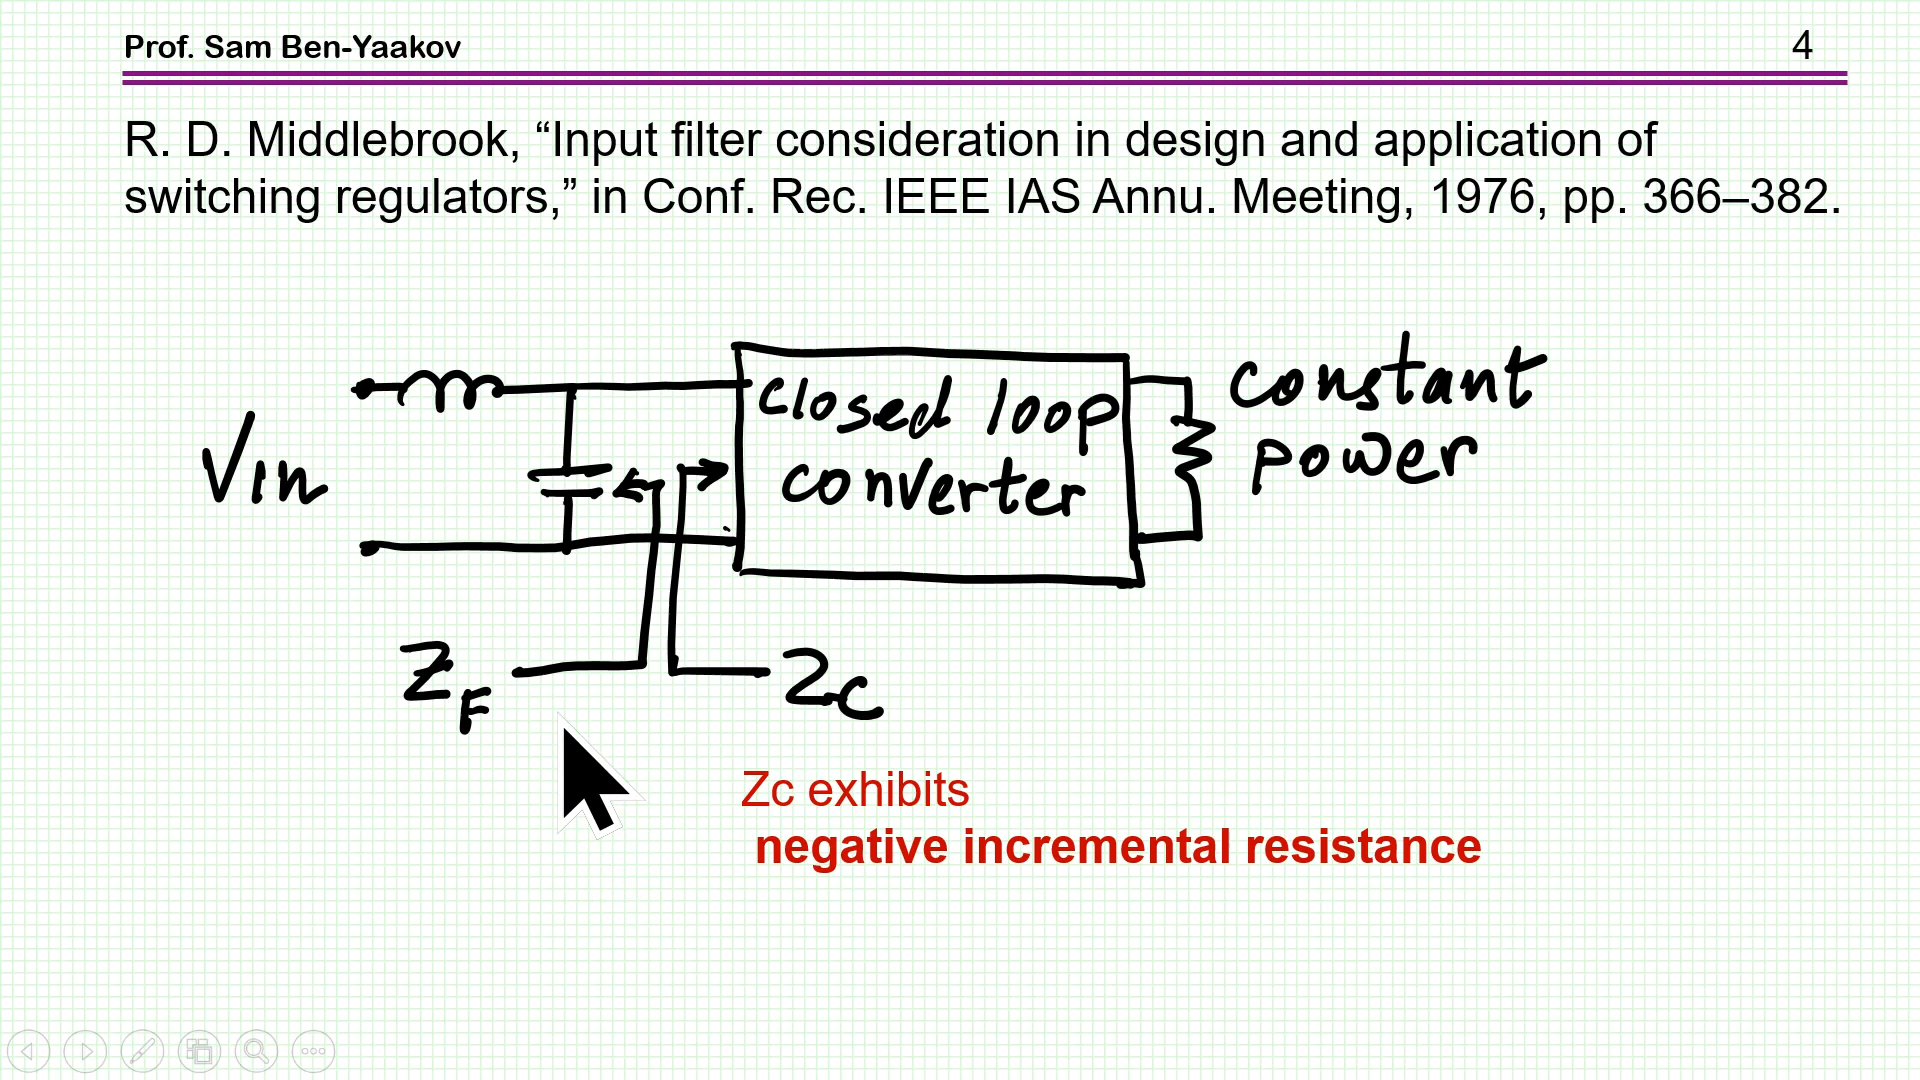 Prof. Sam Ben-Yaakov
4
R. D. Middlebrook, “Input filter consideration in design and application of
switching regulators,” in Conf. Rec. IEEE IAS Annu. Meeting, 1976, pp. 366–382.
Vin
closed loop
converter
constant
power
ZF
Zc
Zc exhibits
negative incremental resistance